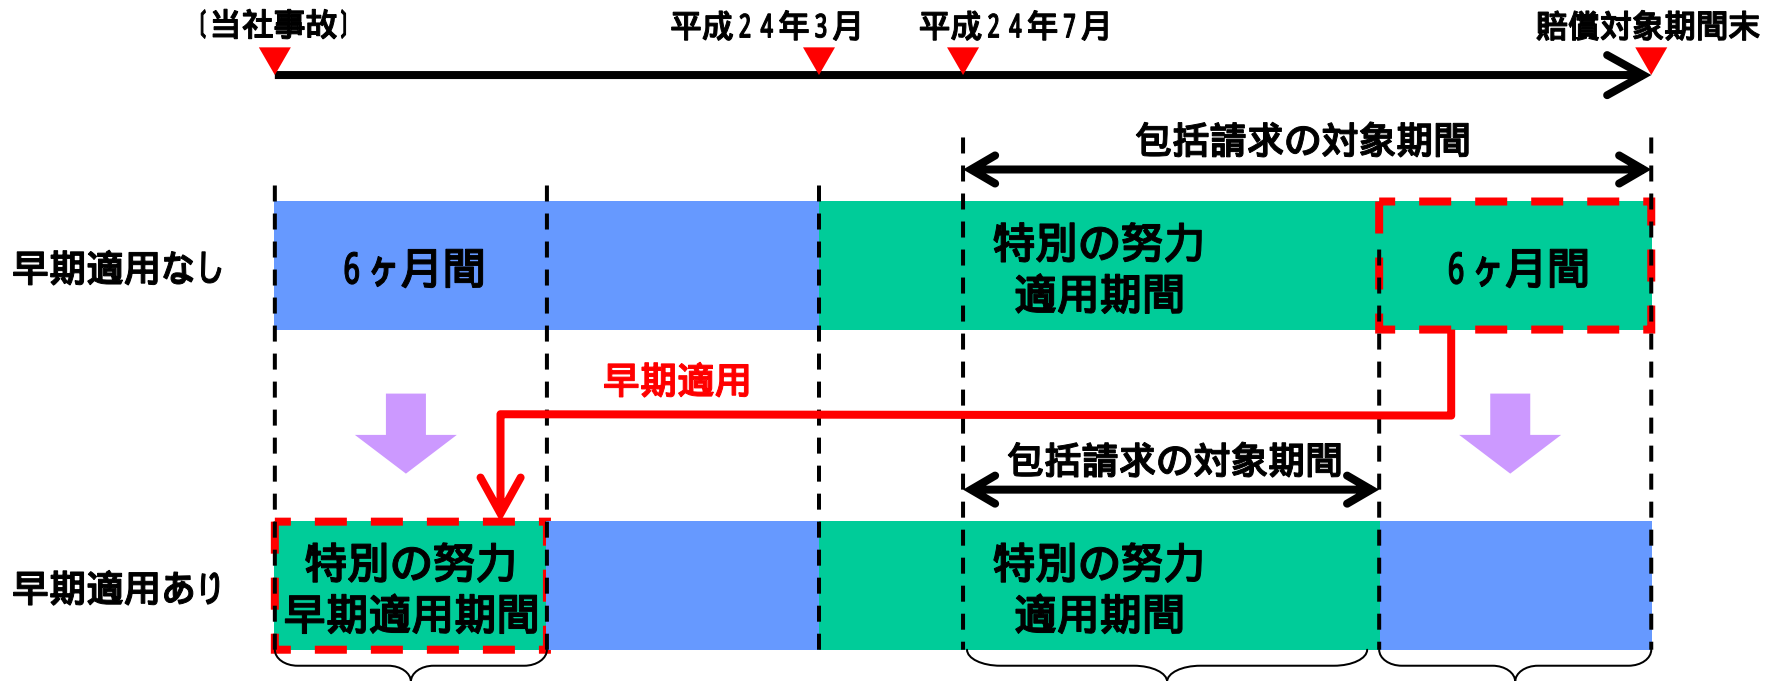 〔当社事故〕
平成24年3月
平成24年7月
賠償対象期間末
包括請求の対象期間
早期適用なし
6ヶ月間
特別の努力
適用期間
6ヶ月間
早期適用
包括請求の対象期間
早期適用あり
特別の努力
早期適用期間
特別の努力
適用期間